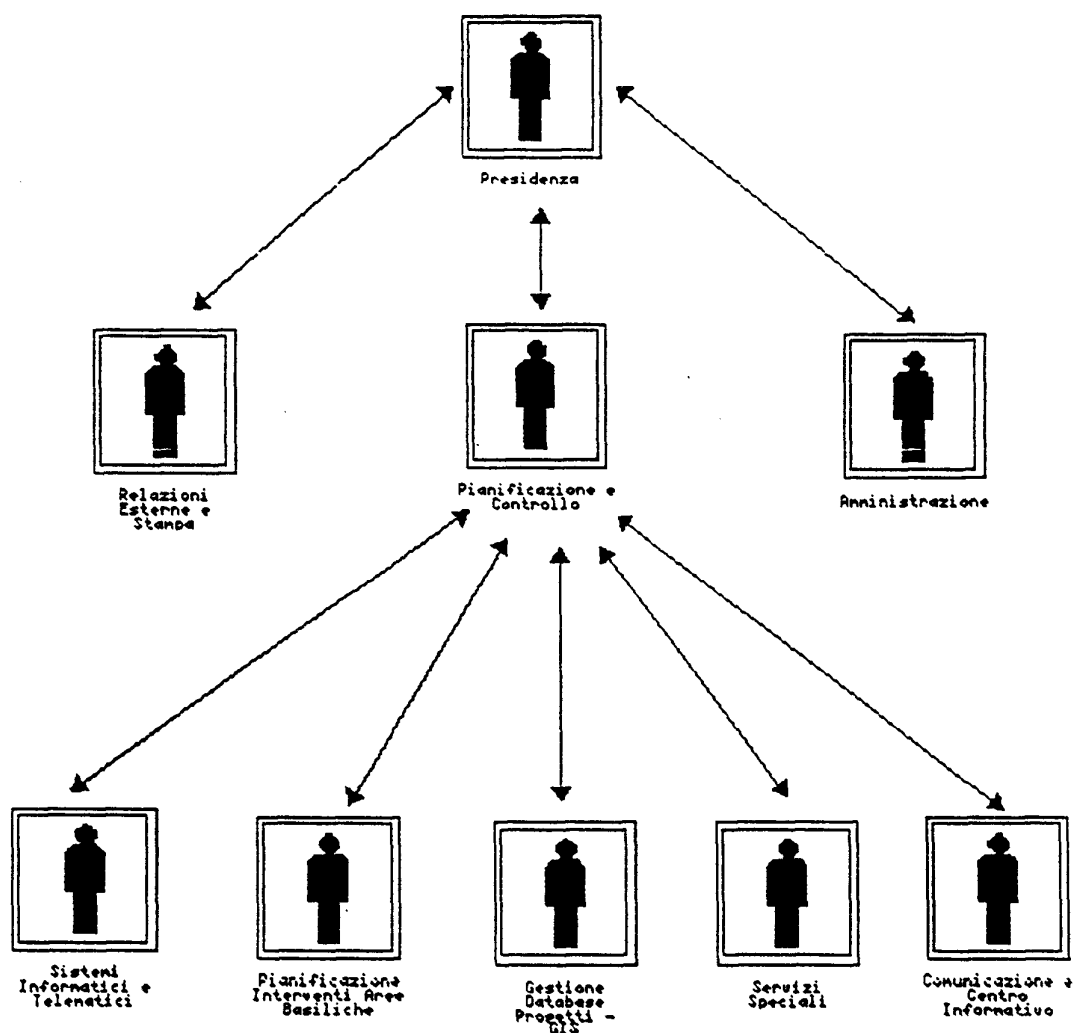 Presidenza
Relazioni
Esterne e
Stampa
Pianificazione e
Controllo
Amministrazione
Sistemi
Informatici e
Telematici
Pianificazione
Interventi Aree
Basiliche
Gestione
Database
Progetti -
GIS
Servizi
Speciali
Comunicazione e
Centro
Informativo